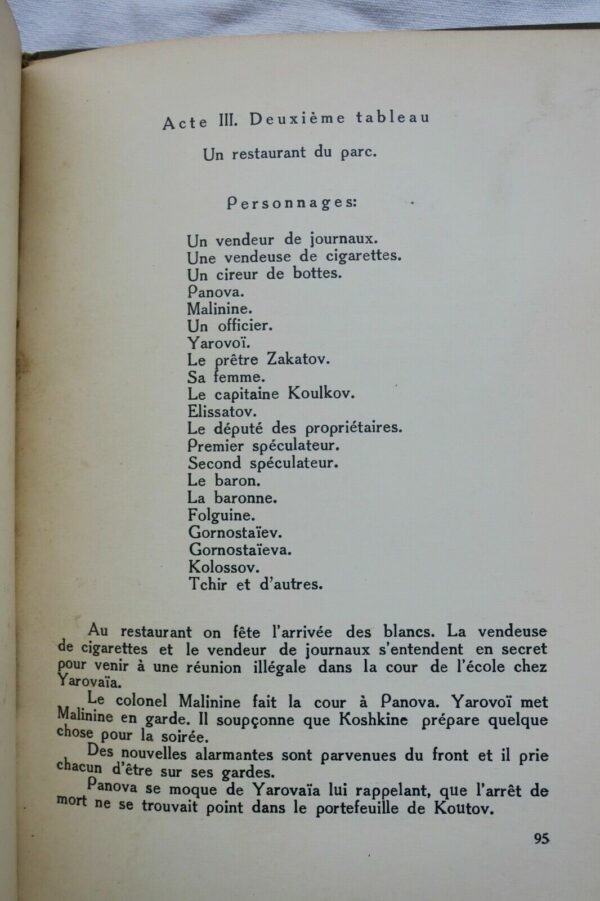 Acte III. Deuxième tableau
Un restaurant du parc.
Personnages:
Un vendeur de journaux.
Une vendeuse de cigarettes.
Un cireur de bottes.
Panova.
Malinine.
Un officier.
Yarovoï.
Le prêtre Zakatov.
Sa femme.
Le capitaine Koulkov.
Elissatov.
Le député des propriétaires.
Premier spéculateur.
Second spéculateur.
Le baron.
La baronne.
Folguine.
Gornostaïev.
Gornostaïeva.
Kolossov.
Tchir et d'autres.
Au restaurant on fête l'arrivée des blancs. La vendeuse
de cigarettes et le vendeur de journaux s'entendent en secret
pour venir à une réunion illégale dans la cour de l'école chez
Yarovaïa.
Le colonel Malinine fait la cour à Panova. Yarovoï met
Malinine en garde. Il soupçonne que Koshkine prépare quelque
chose pour la soirée.
Des nouvelles alarmantes sont parvenues du front et il prie
chacun d'être sur ses gardes.
Panova se moque de Yarovaïa lui rappelant, que l'arrêt de
mort ne se trouvait point dans le portefeuille de Koutov.
95